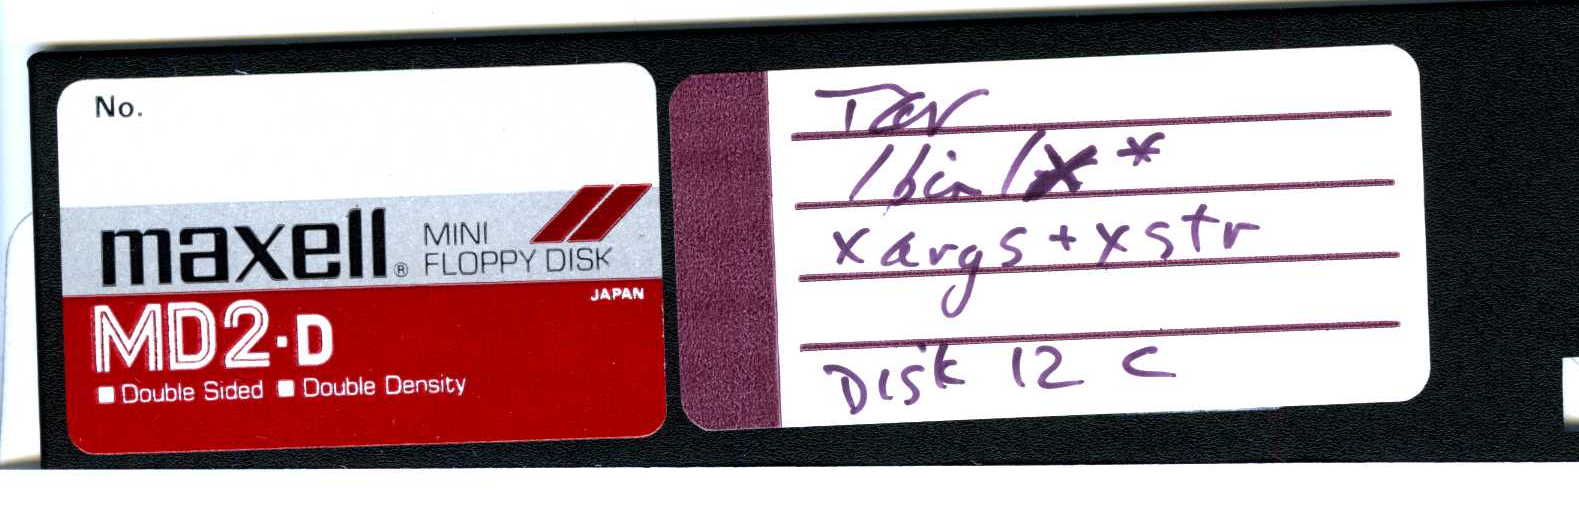 No.
maxell® MINI
FLOPPY DISK
JAPAN
MD2-D
Double Sided Double Density
Tar
/bin/x *
xargs + xstr
Disk 12 C